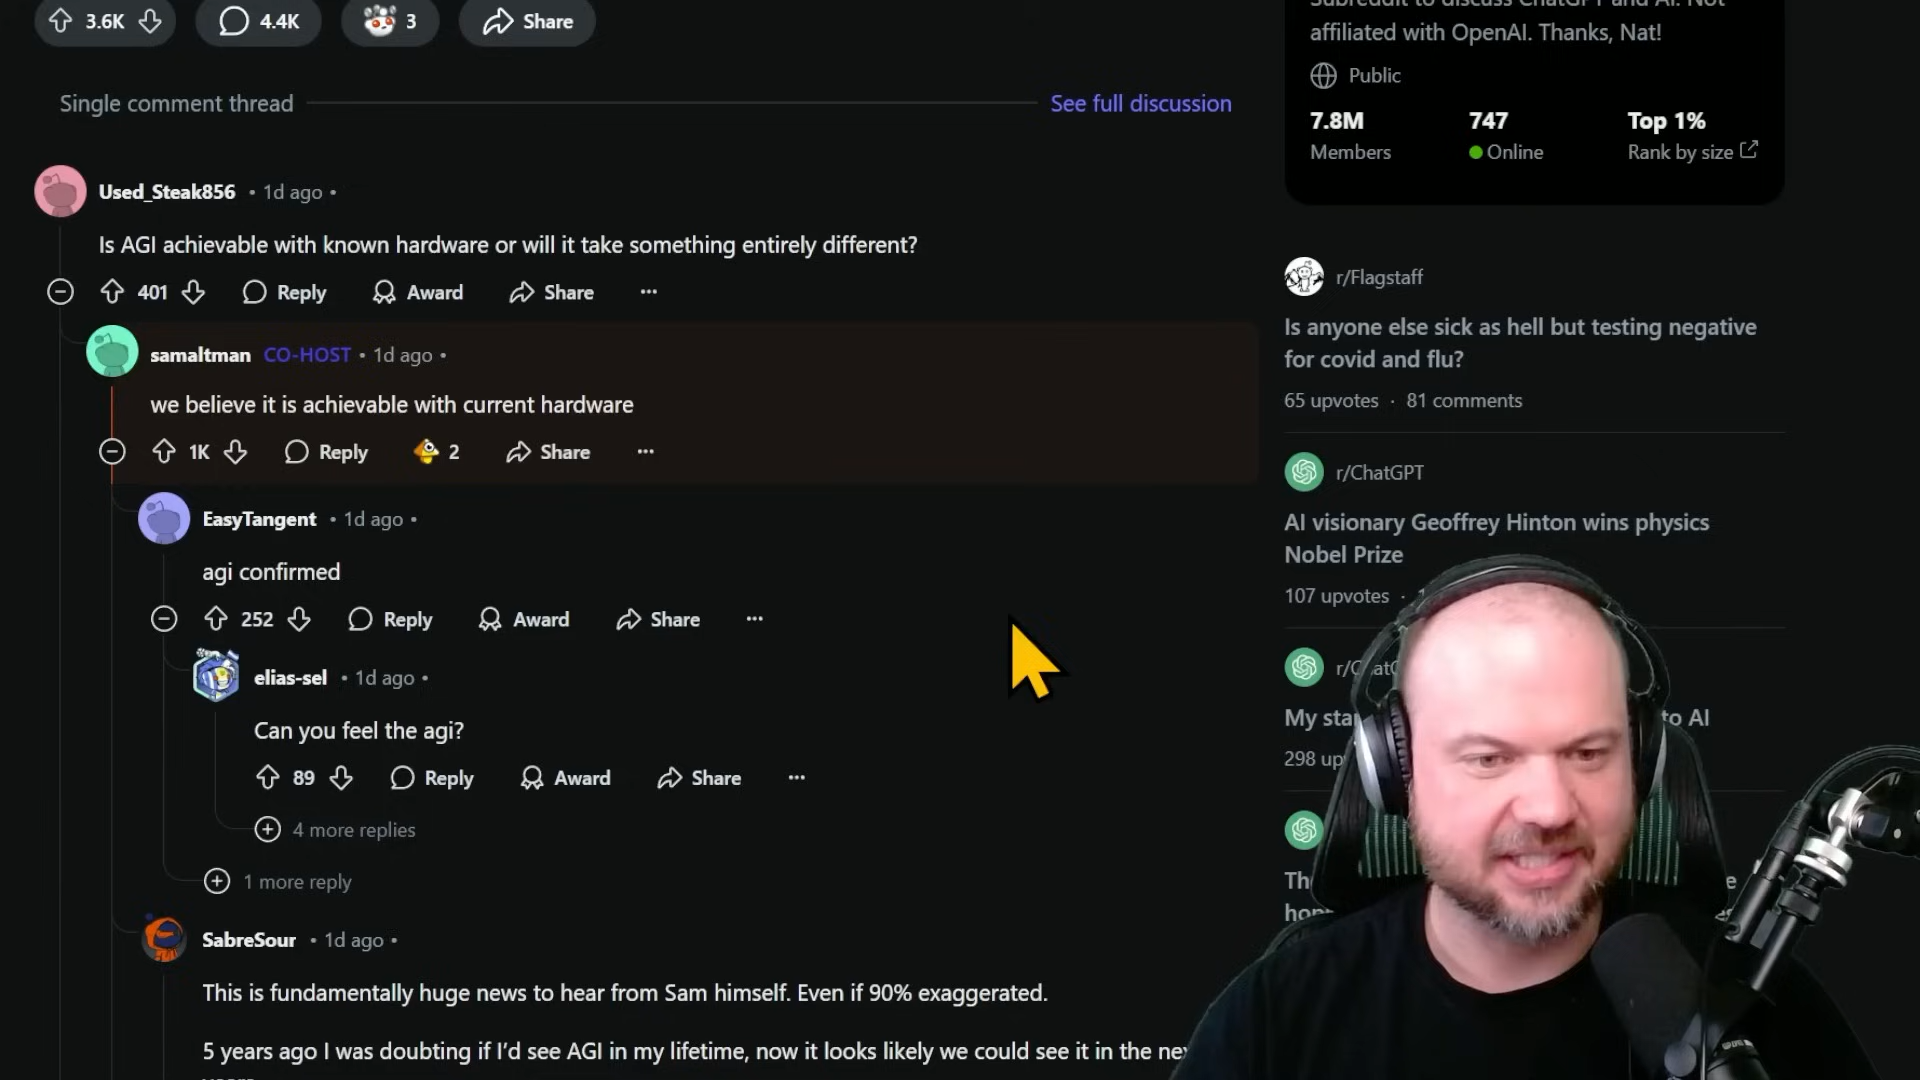 3.6K
4.4K
3
Share
Single comment thread
See full discussion
Used_Steak856 • 1d ago •
Is AGI achievable with known hardware or will it take something entirely different?
401 Reply Award Share ...
samaltman CO-HOST • 1d ago •
we believe it is achievable with current hardware
1K Reply 2 Share ...
EasyTangent • 1d ago •
agi confirmed
252 Reply Award Share ...
elias-sel • 1d ago •
Can you feel the agi?
89 Reply Award Share ...
4 more replies
1 more reply
SabreSour • 1d ago •
This is fundamentally huge news to hear from Sam himself. Even if 90% exaggerated.
5 years ago I was doubting if I'd see AGI in my lifetime, now it looks likely we could see it in the
affiliated with OpenAI. Thanks, Nat!
Public
7.8M 747 Top 1%
Members Online Rank by size
r/Flagstaff
Is anyone else sick as hell but testing negative
for covid and flu?
65 upvotes · 81 comments
r/ChatGPT
AI visionary Geoffrey Hinton wins physics
Nobel Prize
107 upvotes ·
My
to AI
298